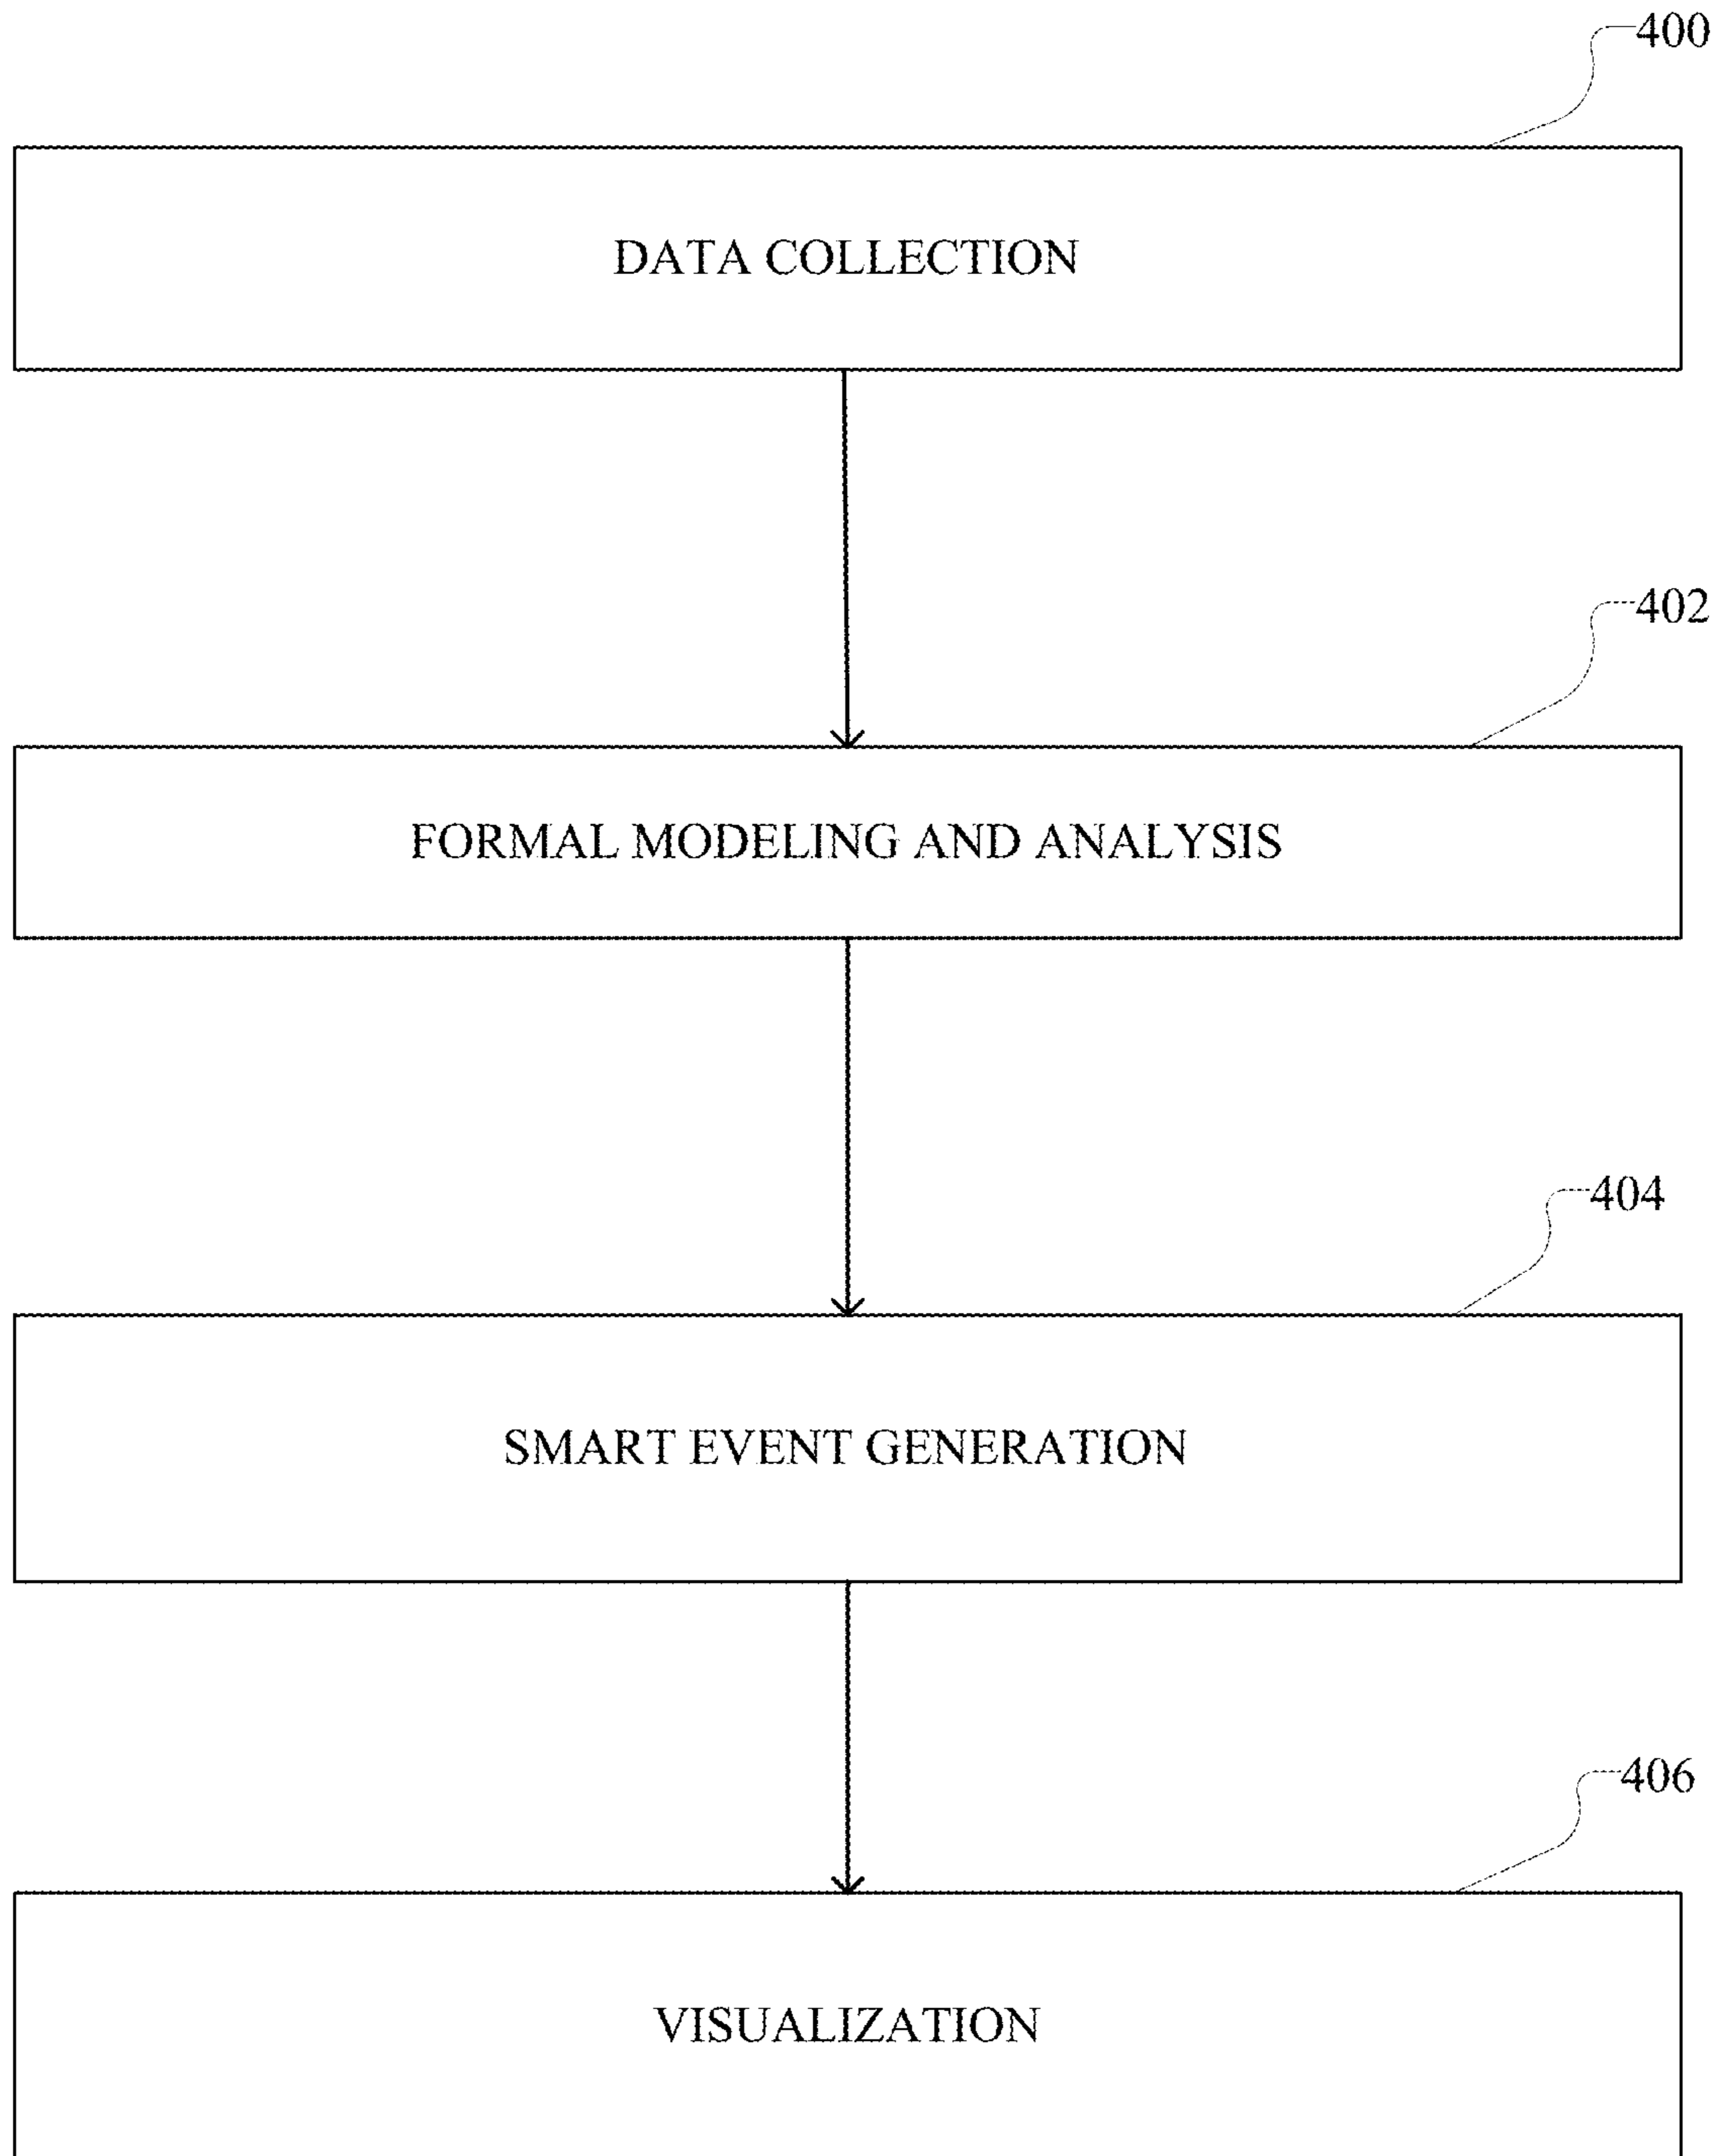 400
DATA COLLECTION
402
FORMAL MODELING AND ANALYSIS
404
SMART EVENT GENERATION
406
VISUALIZATION